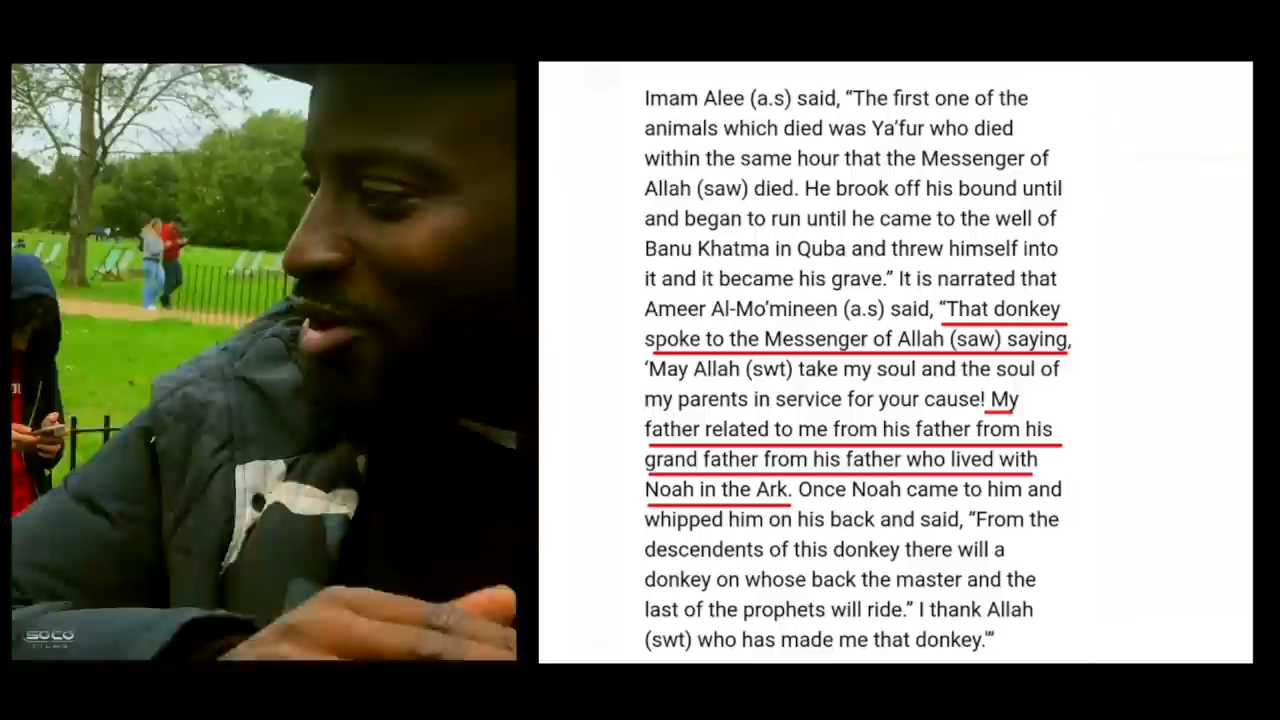 Imam Alee (a.s) said, “The first one of the
animals which died was Ya’fur who died
within the same hour that the Messenger of
Allah (saw) died. He brook off his bound until
and began to run until he came to the well of
Banu Khatma in Quba and threw himself into
it and it became his grave.” It is narrated that
Ameer Al-Mo’mineen (a.s) said, “That donkey
spoke to the Messenger of Allah (saw) saying,
‘May Allah (swt) take my soul and the soul of
my parents in service for your cause! My
father related to me from his father from his
grand father from his father who lived with
Noah in the Ark. Once Noah came to him and
whipped him on his back and said, “From the
descendents of this donkey there will a
donkey on whose back the master and the
last of the prophets will ride.” I thank Allah
(swt) who has made me that donkey.’”
SOCO
FILMS